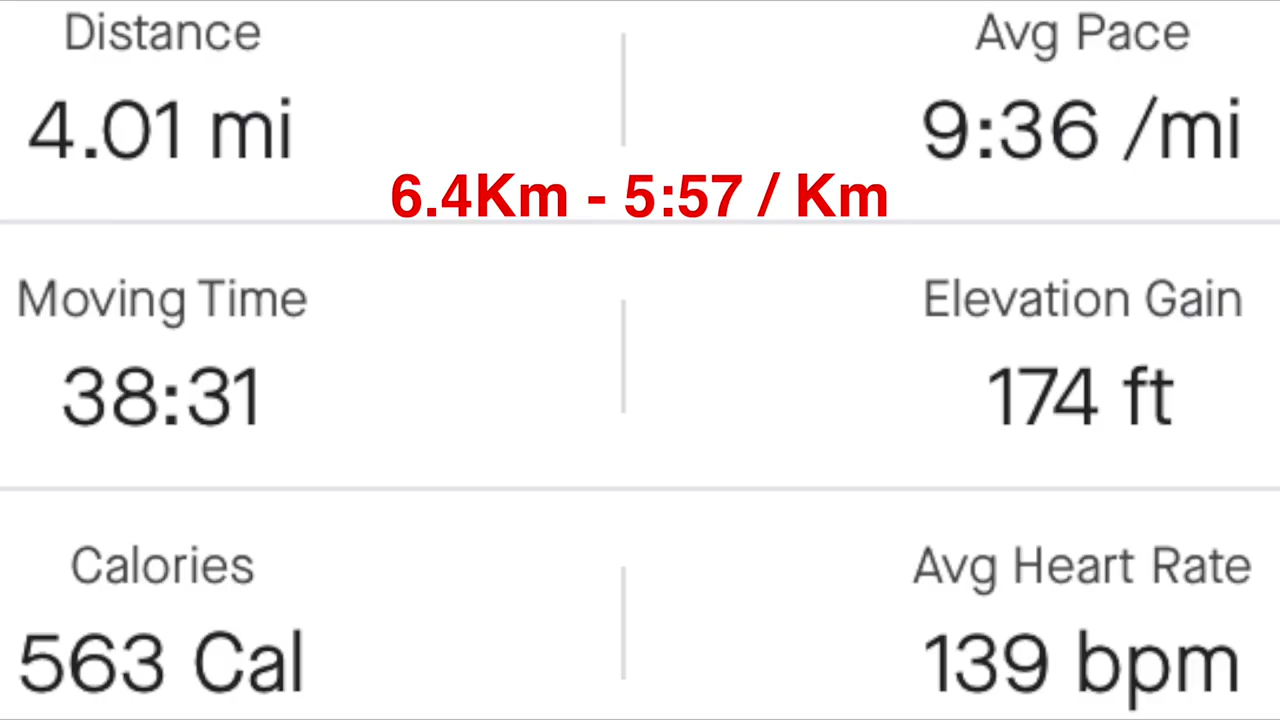 Distance
Avg Pace
4.01 mi
9:36 /mi
6.4Km - 5:57 / Km
Moving Time
Elevation Gain
38:31
174 ft
Calories
Avg Heart Rate
563 Cal
139 bpm